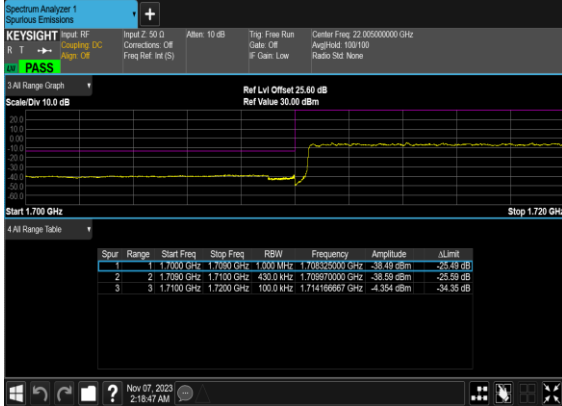 Spectrum Analyzer 1
Spurious Emissions
+
KEYSIGHT Input: RF Input Z: 50 Ω Atten: 10 dB Trig: Free Run Center Freq: 22.005000000 GHz
R T Coupling: DC Corrections: Off Gate: Off Avg|Hold: 100/100
Align: Off Freq Ref: Int (S) IF Gain: Low Radio Std: None
PASS
3 All Range Graph
Ref Lvl Offset 25.60 dB
Scale/Div 10.0 dB Ref Value 30.00 dBm
20.0
10.0
0.00
-10.0
-20.0
-30.0
-40.0
-50.0
-60.0
Start 1.700 GHz Stop 1.720 GHz
4 All Range Table
Spur Range Start Freq Stop Freq RBW Frequency Amplitude ΔLimit
1 1 1.7000 GHz 1.7090 GHz 1.000 MHz 1.708325000 GHz -38.49 dBm -25.49 dB
2 2 1.7090 GHz 1.7100 GHz 430.0 kHz 1.709970000 GHz -38.59 dBm -25.59 dB
3 3 1.7100 GHz 1.7200 GHz 100.0 kHz 1.714166667 GHz -4.354 dBm -34.35 dB
? Nov 07, 2023
2:18:47 AM